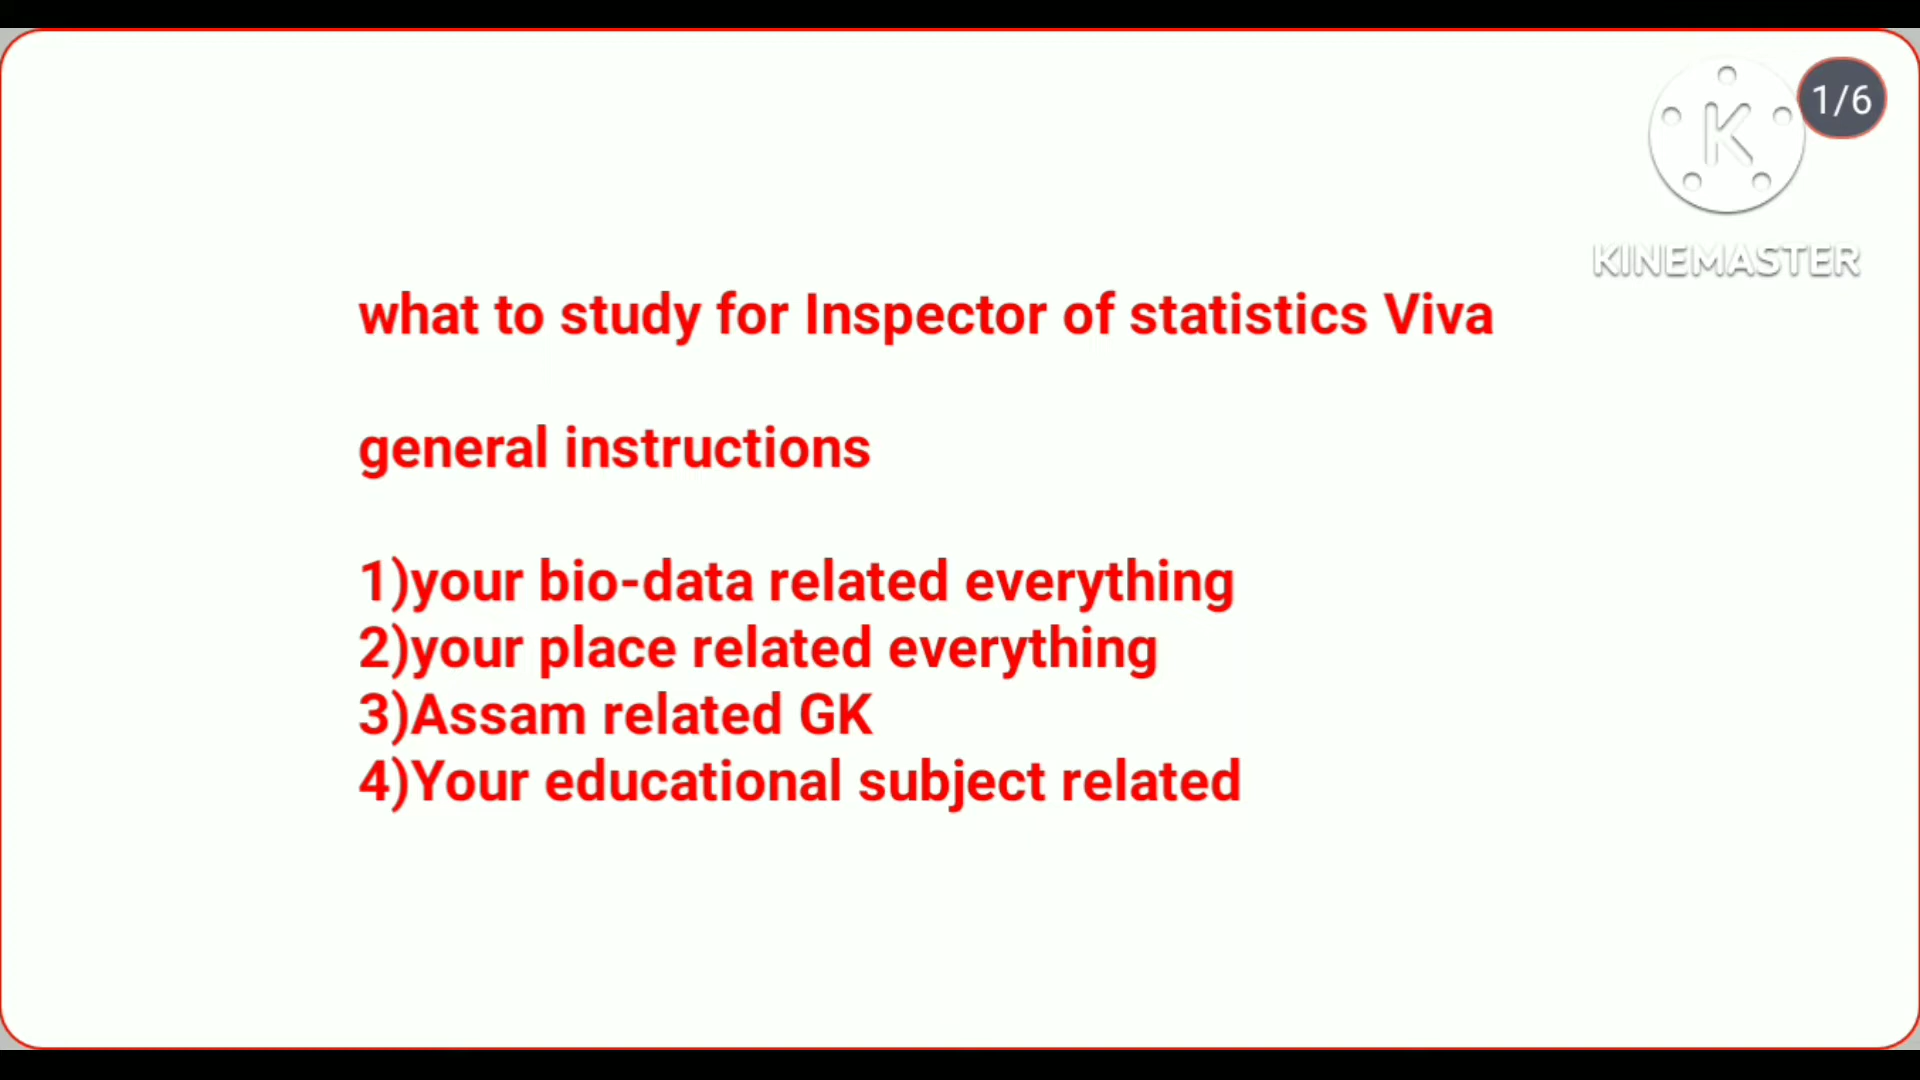 1/6
K
KINEMASTER
what to study for Inspector of statistics Viva
general instructions
1)your bio-data related everything
2)your place related everything
3)Assam related GK
4)Your educational subject related